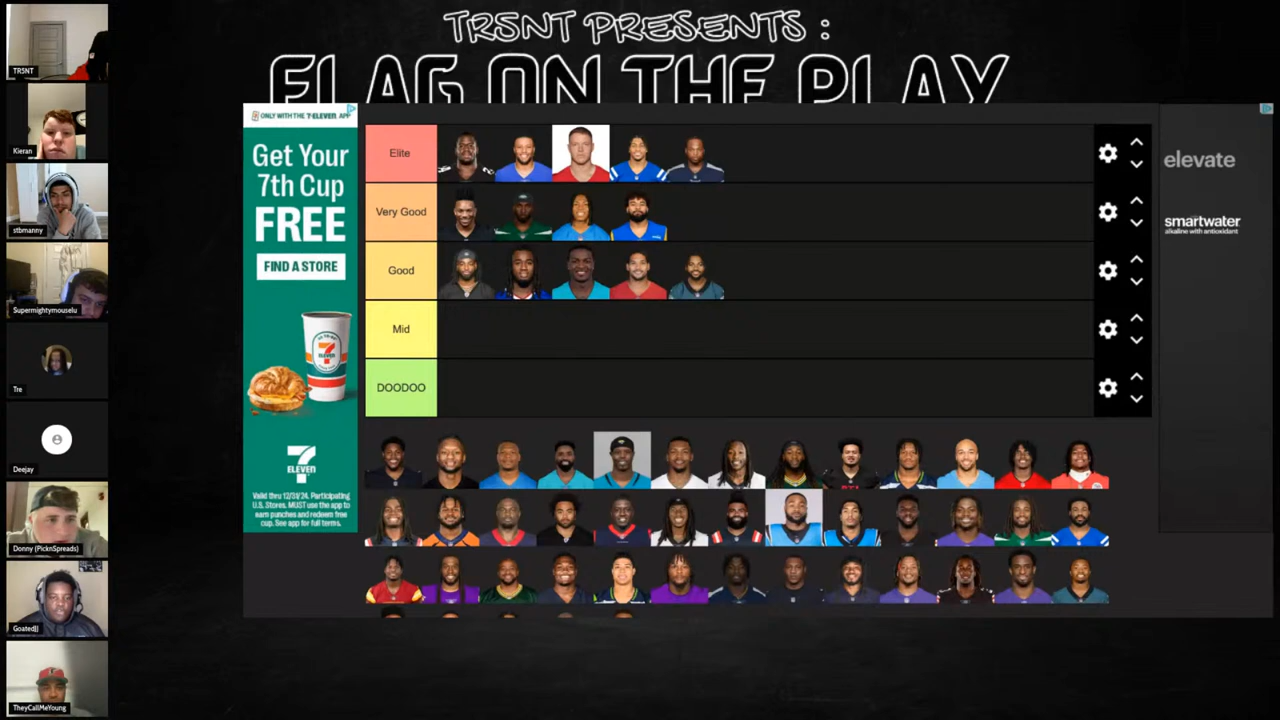 TR5NT PRESENTS :
FLAG ON THE PLAY
TR5NT
Kieran
stbmanny
Supermightymouselu
Tre
Deejay
Donny (PicknSpreads)
GoatedJJ
TheyCallMeYoung
ONLY WITH THE 7-ELEVEN APP
Get Your
7th Cup
FREE
FIND A STORE
7
ELEVEN
Valid thru 12/31/24. Participating
U.S. Stores. MUST use the app to
earn punches and redeem free
cup. See app for full terms.
Elite
Very Good
Good
Mid
DOODOO
elevate
smartwater
alkaline with antioxidant